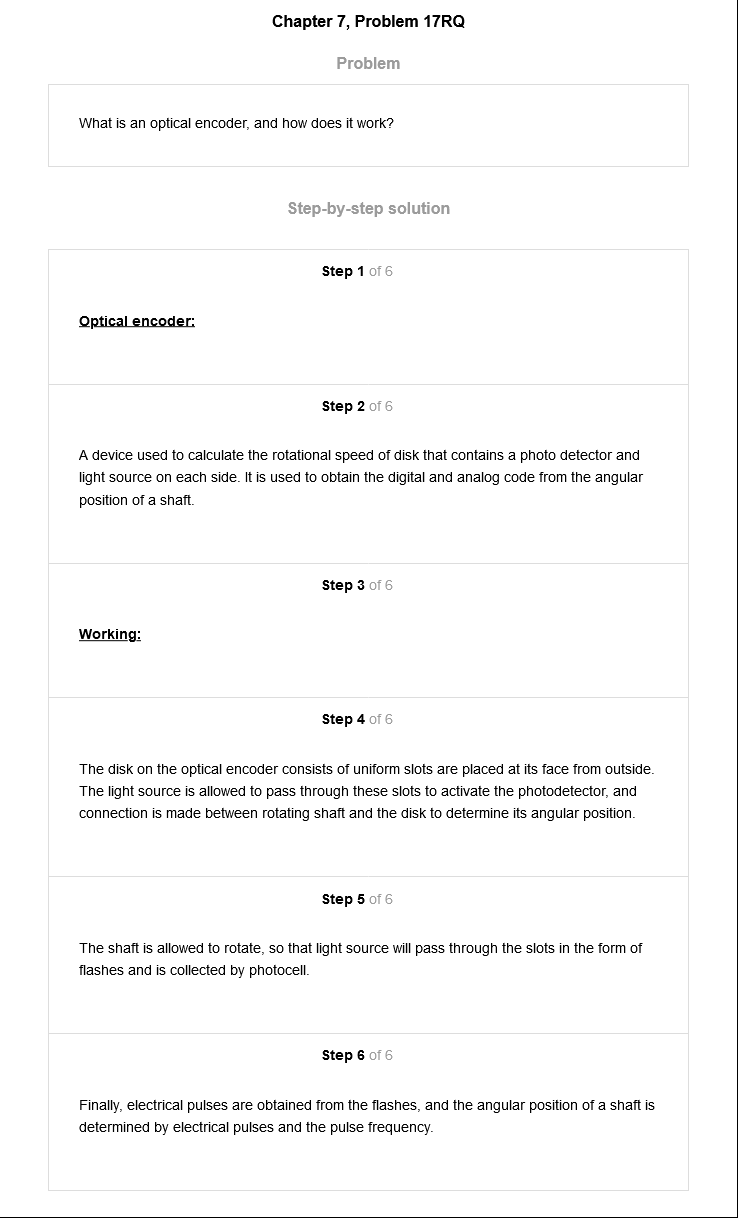 Chapter 7, Problem 17RQ
Problem
What is an optical encoder, and how does it work?
Step-by-step solution
Step 1 of 6
Optical encoder:
Step 2 of 6
A device used to calculate the rotational speed of disk that contains a photo detector and
light source on each side. It is used to obtain the digital and analog code from the angular
position of a shaft.
Step 3 of 6
Working:
Step 4 of 6
The disk on the optical encoder consists of uniform slots are placed at its face from outside.
The light source is allowed to pass through these slots to activate the photodetector, and
connection is made between rotating shaft and the disk to determine its angular position.
Step 5 of 6
The shaft is allowed to rotate, so that light source will pass through the slots in the form of
flashes and is collected by photocell.
Step 6 of 6
Finally, electrical pulses are obtained from the flashes, and the angular position of a shaft is
determined by electrical pulses and the pulse frequency.